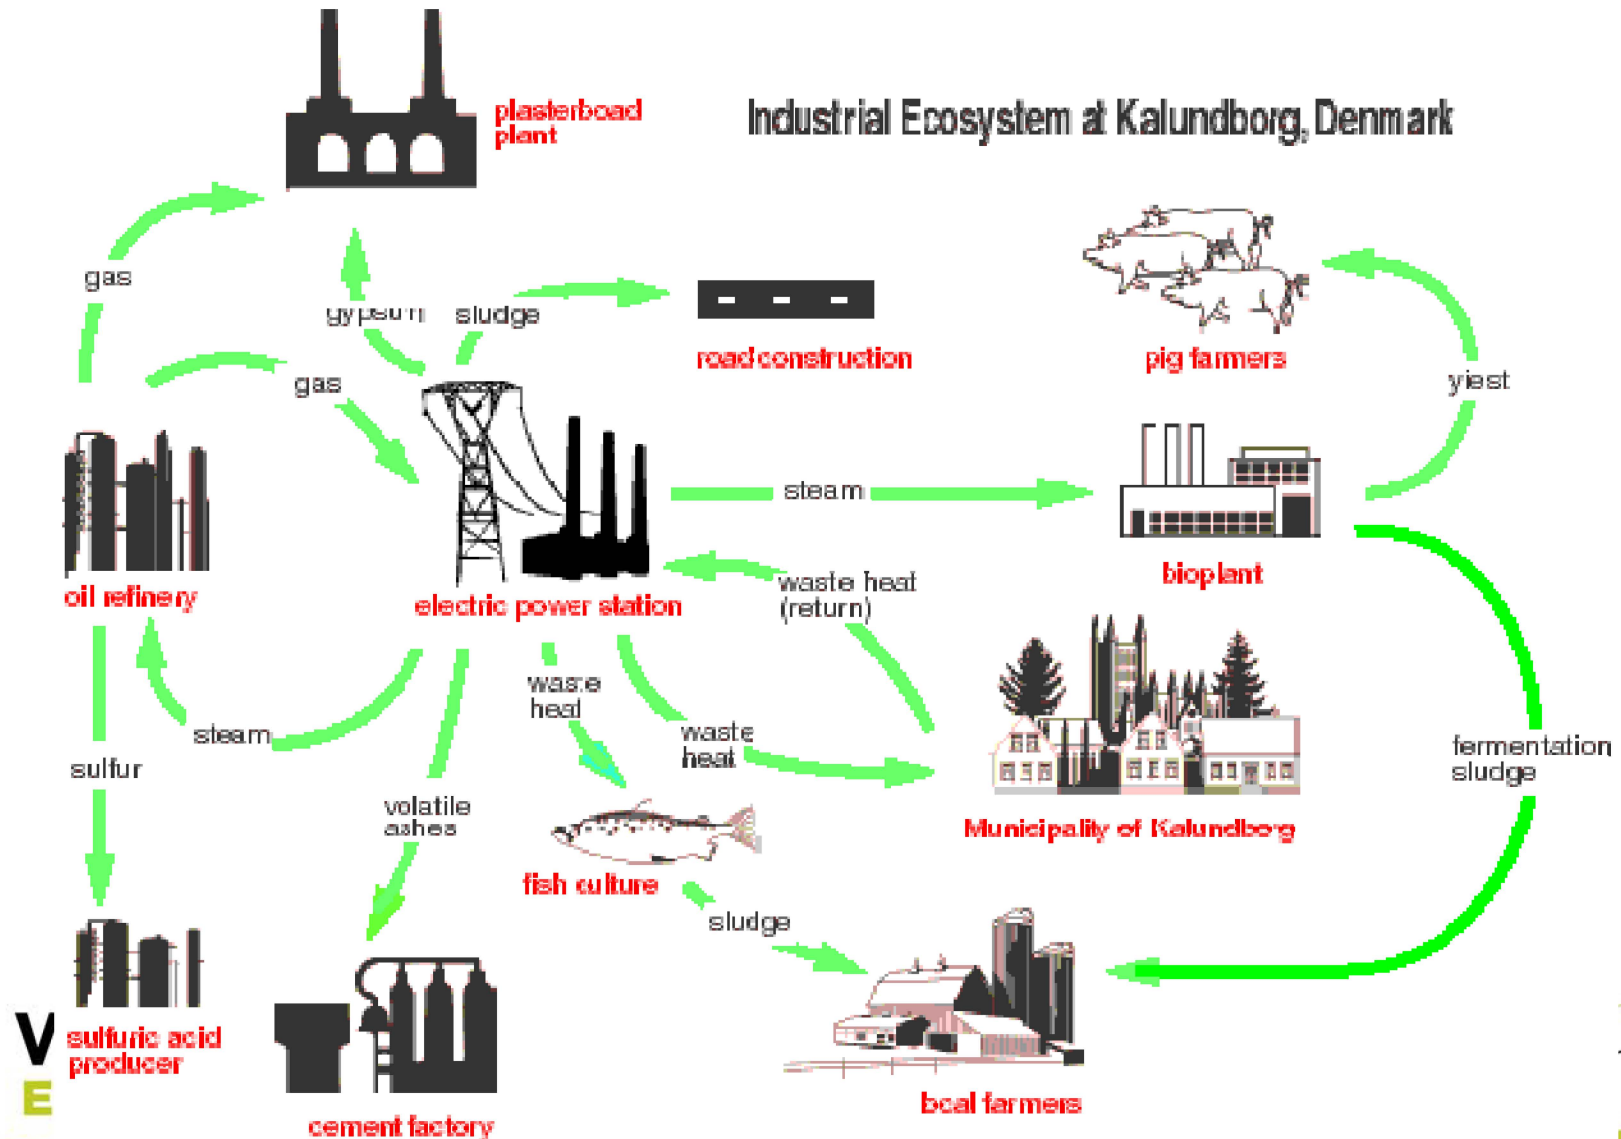 plasterboad
plant
Industrial Ecosystem at Kalundborg, Denmark
gas
gypsum
sludge
road construction
pig farmers
gas
yiest
steam
oil refinery
electric power station
waste heat
(return)
bioplant
waste
heat
steam
waste
heat
sulfur
fermentation
sludge
volatile
ashes
Municipality of Kalundborg
fish culture
sludge
V
E
sulfuric acid
producer
boal farmers
cement factory